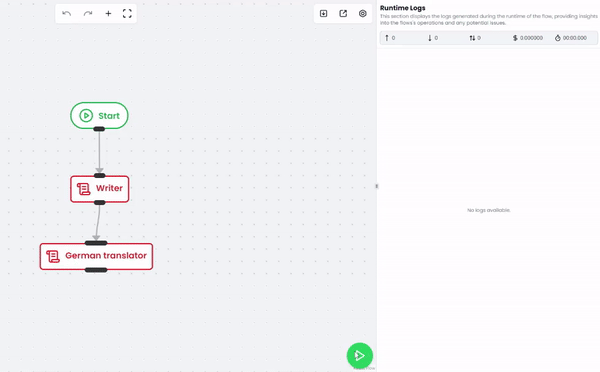 Runtime Logs
This section displays the logs generated during the runtime of the flow, providing insights
into the flows's operations and any potential issues.
0 0 0 $ 0.000000 00:00.000
Start
Writer
No logs available.
German translator